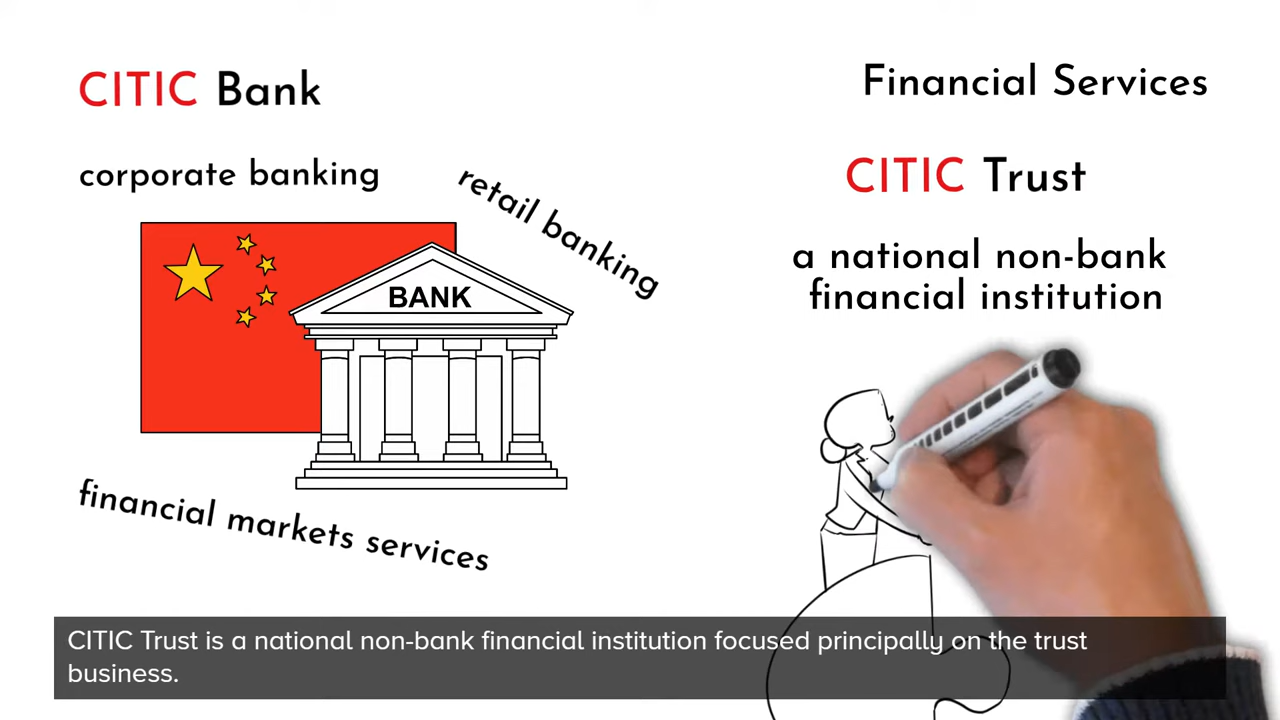 CITIC Bank
corporate banking
retail banking
BANK
financial markets services
Financial Services
CITIC Trust
a national non-bank
financial institution
CITIC Trust is a national non-bank financial institution focused principally on the trust
business.